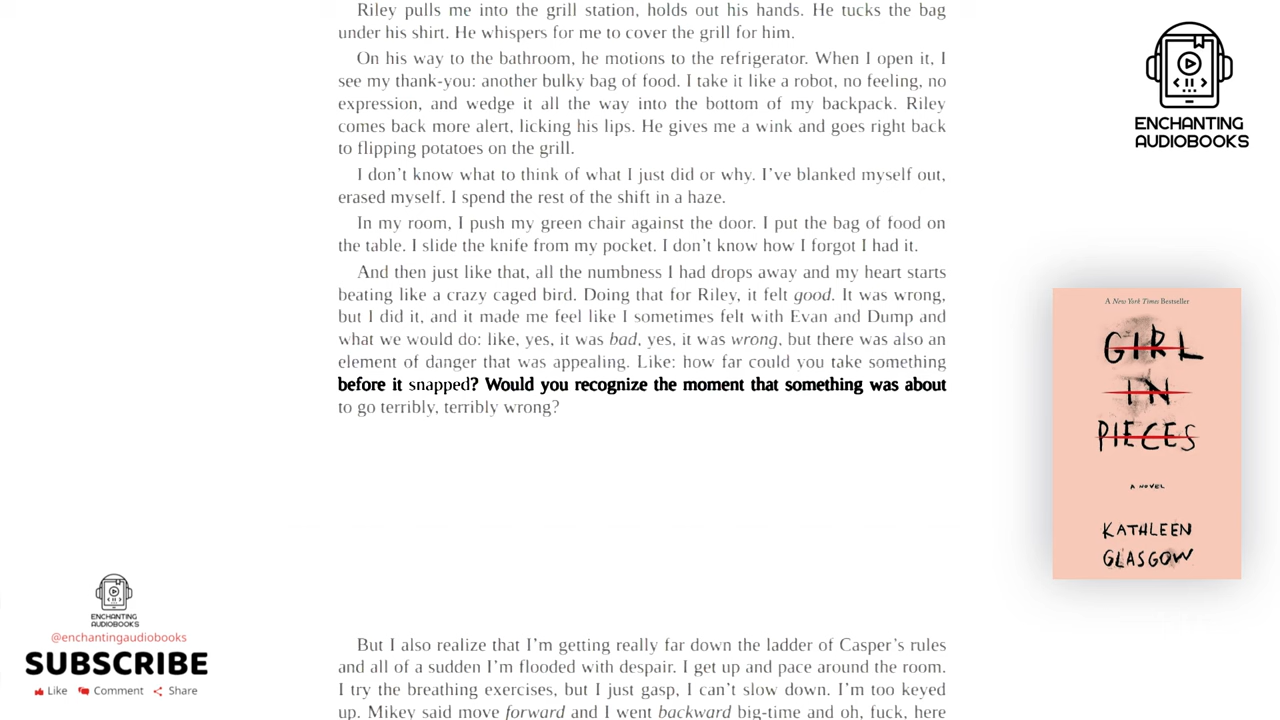 Riley pulls me into the grill station, holds out his hands. He tucks the bag
under his shirt. He whispers for me to cover the grill for him.
On his way to the bathroom, he motions to the refrigerator. When I open it, I
see my thank-you: another bulky bag of food. I take it like a robot, no feeling, no
expression, and wedge it all the way into the bottom of my backpack. Riley
comes back more alert, licking his lips. He gives me a wink and goes right back
to flipping potatoes on the grill.
I don’t know what to think of what I just did or why. I’ve blanked myself out,
erased myself. I spend the rest of the shift in a haze.
In my room, I push my green chair against the door. I put the bag of food on
the table. I slide the knife from my pocket. I don’t know how I forgot I had it.
And then just like that, all the numbness I had drops away and my heart starts
beating like a crazy caged bird. Doing that for Riley, it felt good. It was wrong,
but I did it, and it made me feel like I sometimes felt with Evan and Dump and
what we would do: like, yes, it was bad, yes, it was wrong, but there was also an
element of danger that was appealing. Like: how far could you take something
before it snapped? Would you recognize the moment that something was about
to go terribly, terribly wrong?
But I also realize that I’m getting really far down the ladder of Casper’s rules
and all of a sudden I’m flooded with despair. I get up and pace around the room.
I try the breathing exercises, but I just gasp, I can’t slow down. I’m too keyed
up. Mikey said move forward and I went backward big-time and oh, fuck, here
ENCHANTING
AUDIOBOOKS
A New York Times Bestseller
GIRL
IN
PIECES
A NOVEL
KATHLEEN
GLASGOW
ENCHANTING
AUDIOBOOKS
@enchantingaudiobooks
SUBSCRIBE
Like Comment Share